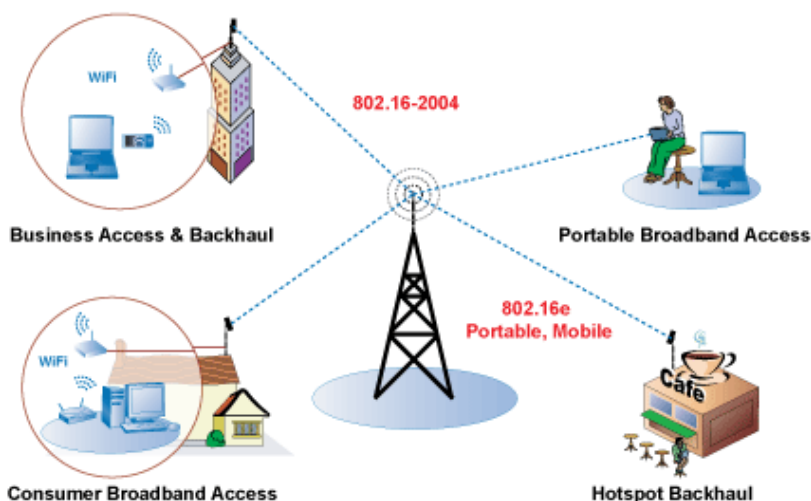 WiFi
802.16-2004
Business Access & Backhaul
Portable Broadband Access
802.16e
Portable, Mobile
WiFi
Cafe
Consumer Broadband Access
Hotspot Backhaul